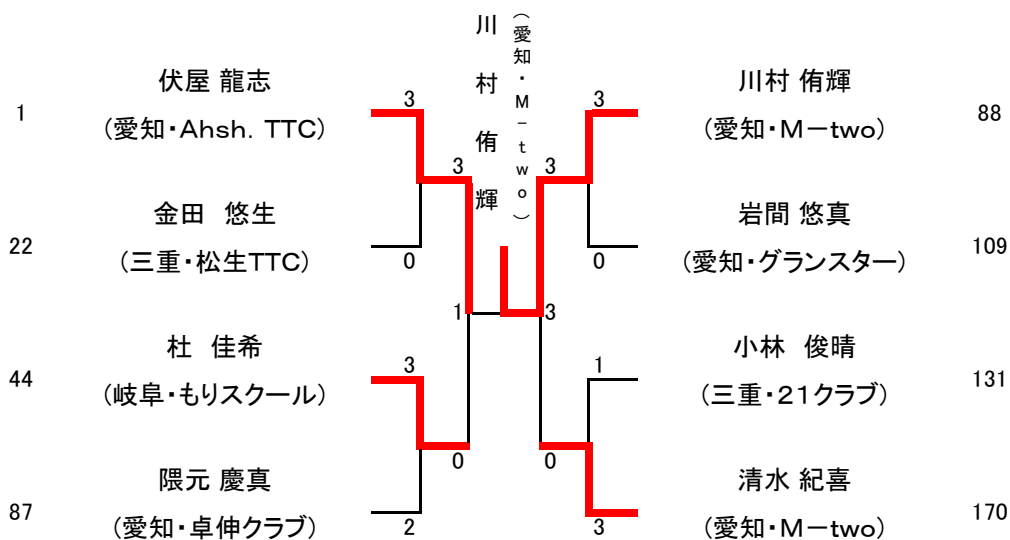 川村侑輝
（愛知・M－two）
1
伏屋 龍志
（愛知・Ahsh. TTC）
3
22
金田　悠生
（三重・松生TTC）
0
3
44
杜　佳希
（岐阜・もりスクール）
3
87
隈元 慶真
（愛知・卓伸クラブ）
2
0
1
3
川村 侑輝
（愛知・M－two）
88
3
岩間 悠真
（愛知・グランスター）
109
0
3
小林　俊晴
（三重・21クラブ）
131
1
清水 紀喜
（愛知・M－two）
170
3
0